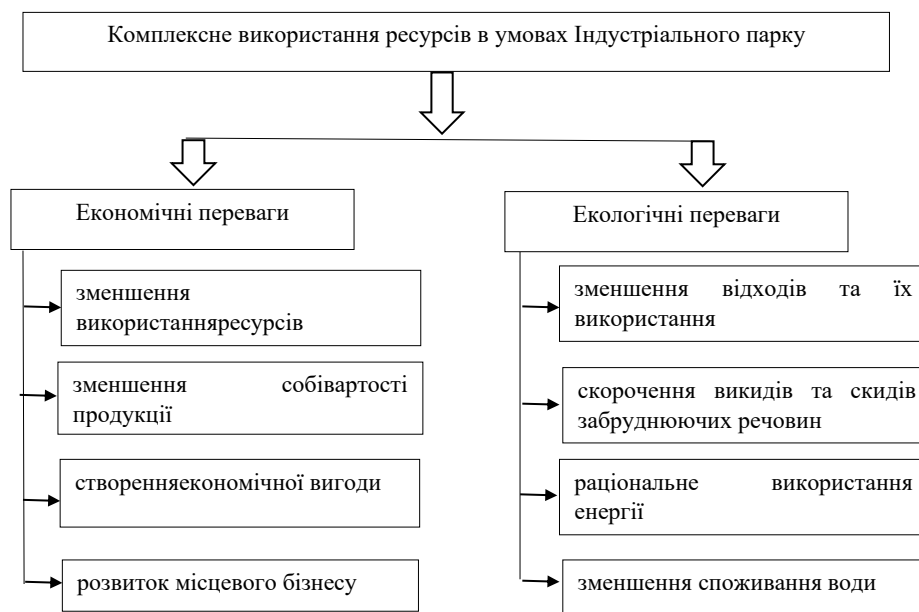 Комплексне використання ресурсів в умовах Індустріального парку
Економічні переваги
зменшення
використанняресурсів
зменшення собівартості
продукції
створенняекономічної вигоди
розвиток місцевого бізнесу
Екологічні переваги
зменшення відходів та їх
використання
скорочення викидів та скидів
забруднюючих речовин
раціональне використання
енергії
зменшення споживання води